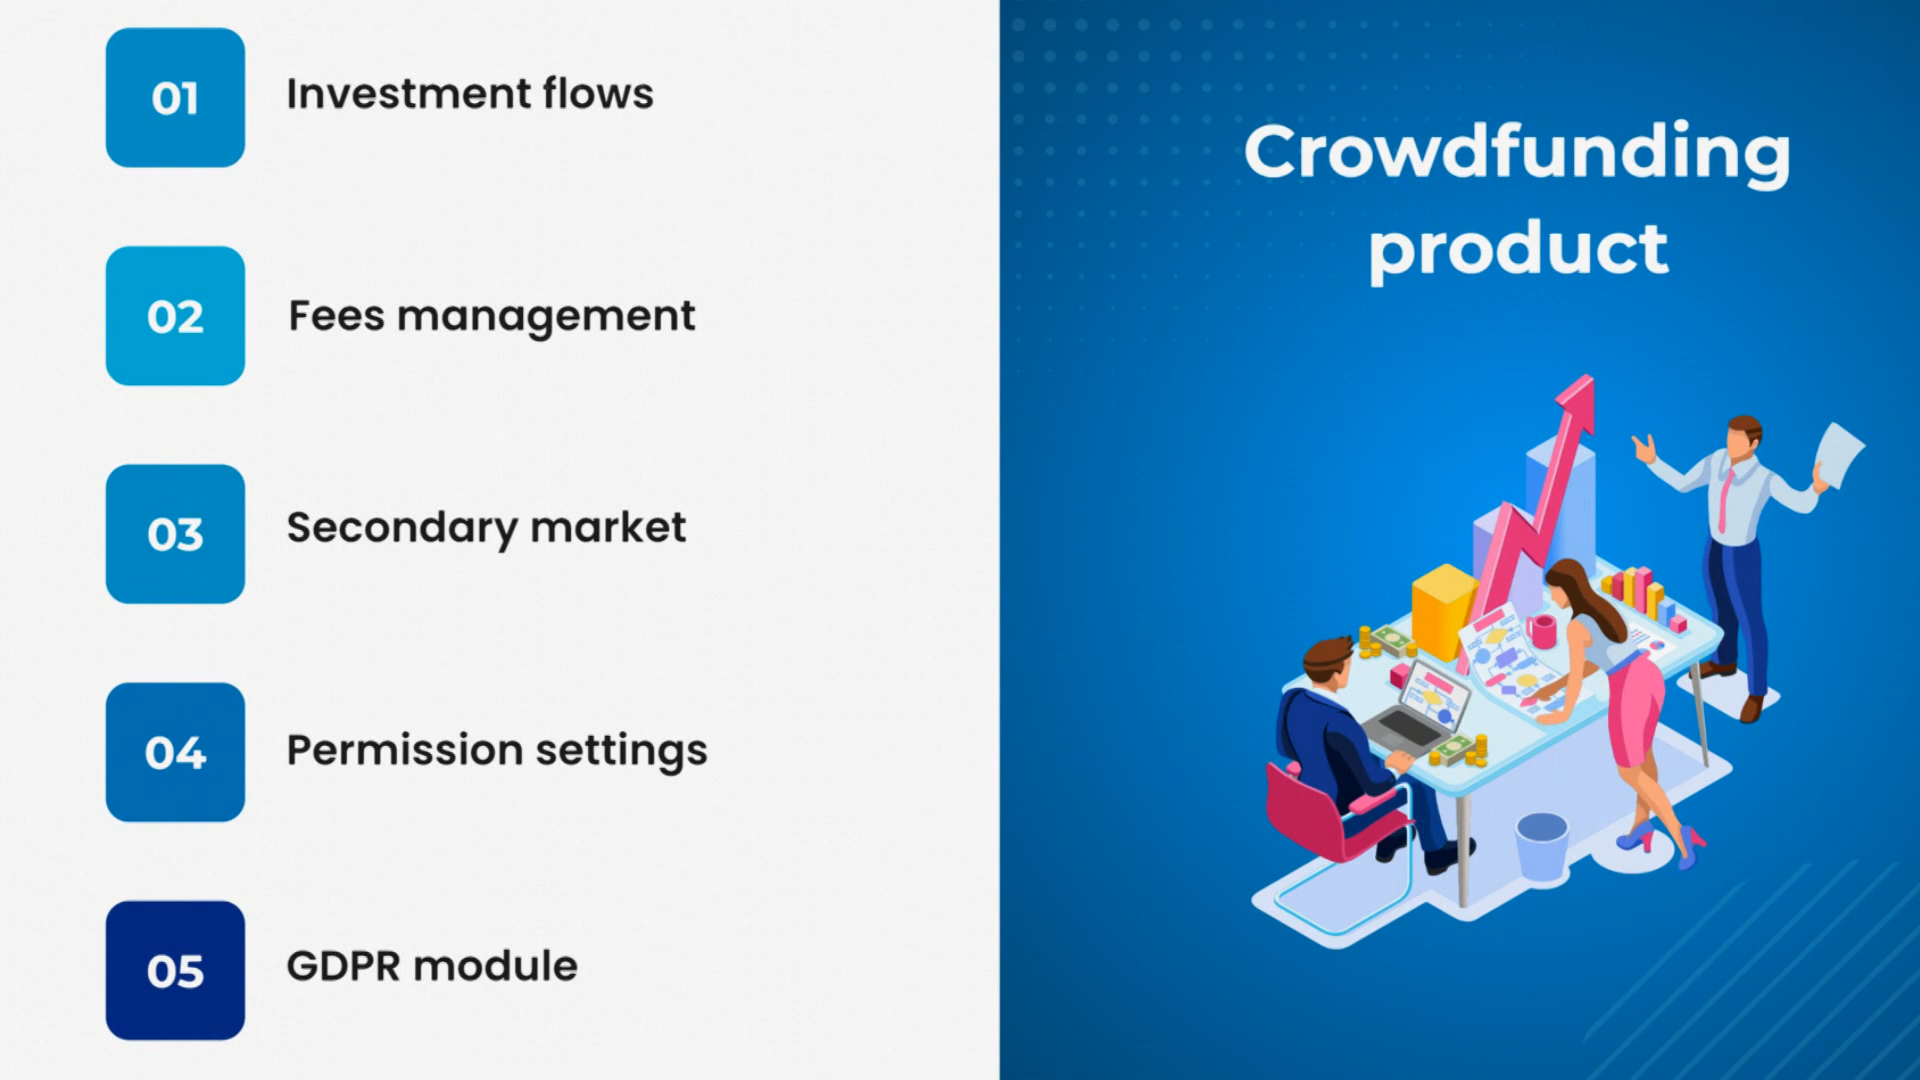 01 Investment flows
02 Fees management
03 Secondary market
04 Permission settings
05 GDPR module
Crowdfunding
product